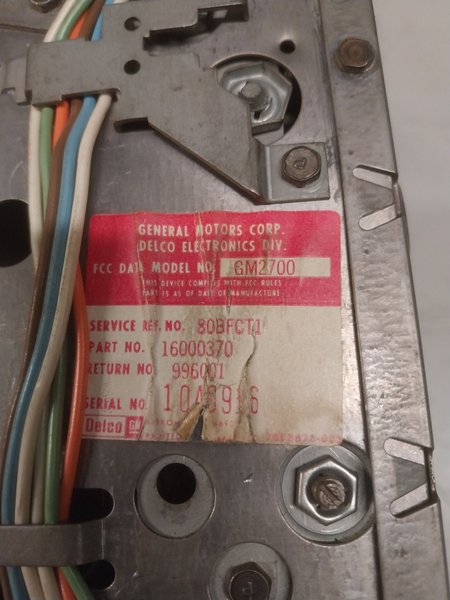 GENERAL MOTORS CORP.
DELCO ELECTRONICS DIV.
FCC DATA MODEL NO. GM2700
THIS DEVICE COMPLIES WITH FCC RULES
PART 15 AS OF DATE OF MANUFACTURE
SERVICE REF. NO. 80BFCT1
PART NO. 16000370
RETURN NO. 996001
SERIAL NO.
Delco GM